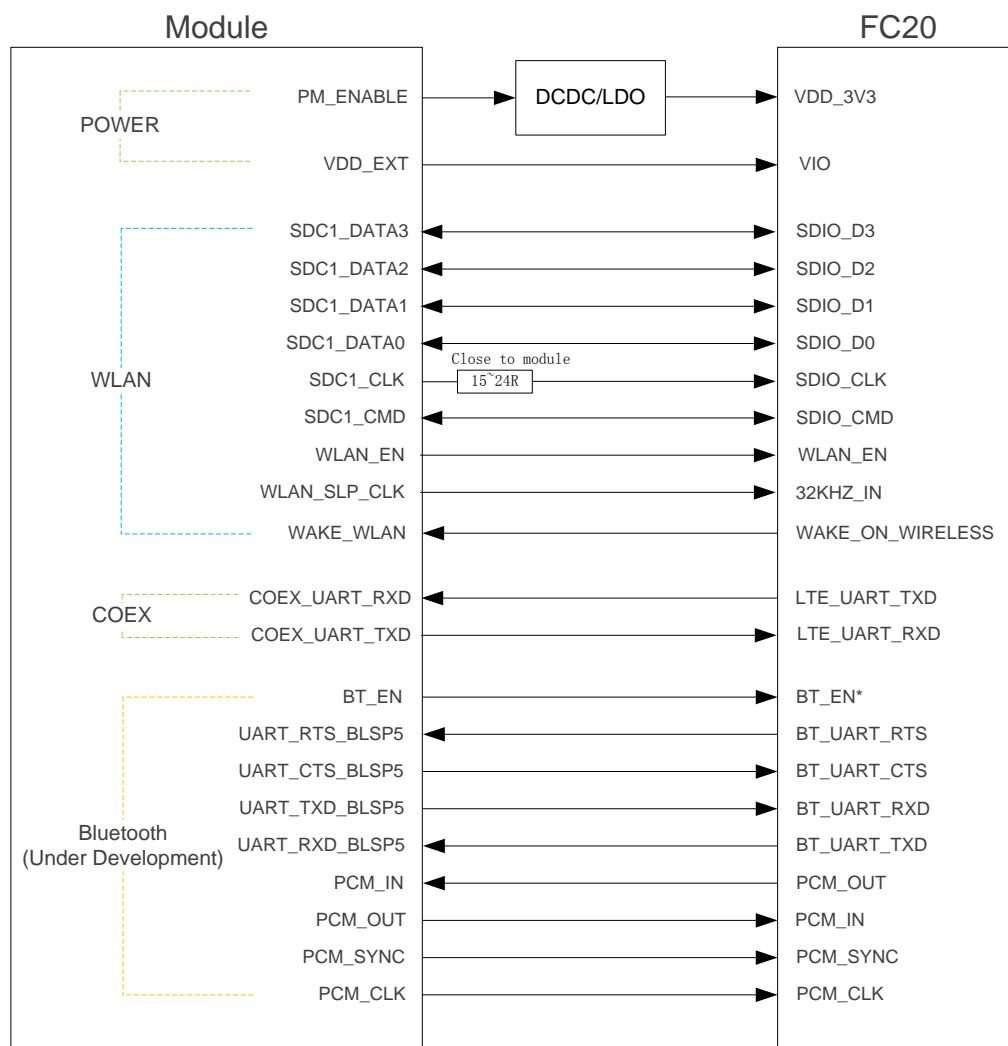 Module FC20
PM_ENABLE DCDC/LDO VDD_3V3
POWER
VDD_EXT VIO
SDC1_DATA3 SDIO_D3
SDC1_DATA2 SDIO_D2
SDC1_DATA1 SDIO_D1
SDC1_DATA0 SDIO_D0
Close to module
WLAN SDC1_CLK 15~24R SDIO_CLK
SDC1_CMD SDIO_CMD
WLAN_EN WLAN_EN
WLAN_SLP_CLK 32KHZ_IN
WAKE_WLAN WAKE_ON_WIRELESS
COEX_UART_RXD LTE_UART_TXD
COEX
COEX_UART_TXD LTE_UART_RXD
BT_EN BT_EN*
UART_RTS_BLSP5 BT_UART_RTS
UART_CTS_BLSP5 BT_UART_CTS
UART_TXD_BLSP5 BT_UART_RXD
Bluetooth
(Under Development) UART_RXD_BLSP5 BT_UART_TXD
PCM_IN PCM_OUT
PCM_OUT PCM_IN
PCM_SYNC PCM_SYNC
PCM_CLK PCM_CLK